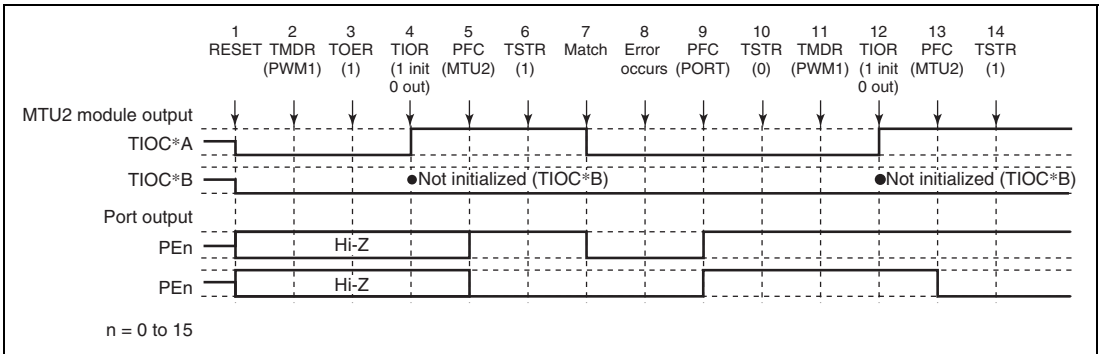 1 2 3 4 5 6 7 8 9 10 11 12 13 14
RESET TMDR TOER TIOR PFC TSTR Match Error PFC TSTR TMDR TIOR PFC TSTR
(PWM1) (1) (1 init (MTU2) (1) occurs (PORT) (0) (PWM1) (1 init (MTU2) (1)
0 out) 0 out)
MTU2 module output
TIOC*A
TIOC*B ●Not initialized (TIOC*B) ●Not initialized (TIOC*B)
Port output
PEn Hi-Z
PEn Hi-Z
n = 0 to 15